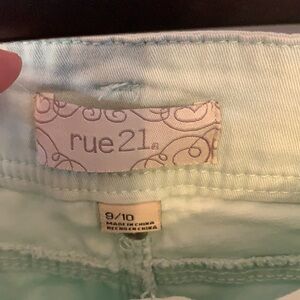 rue21®
9/10
MADE IN CHINA
HECHO EN CHINA